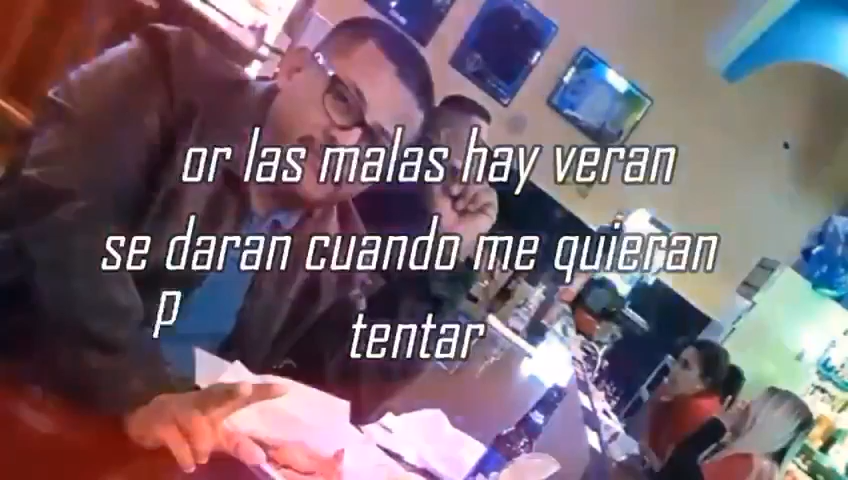 or las malas hay veran
se daran cuando me quieran
p
tentar